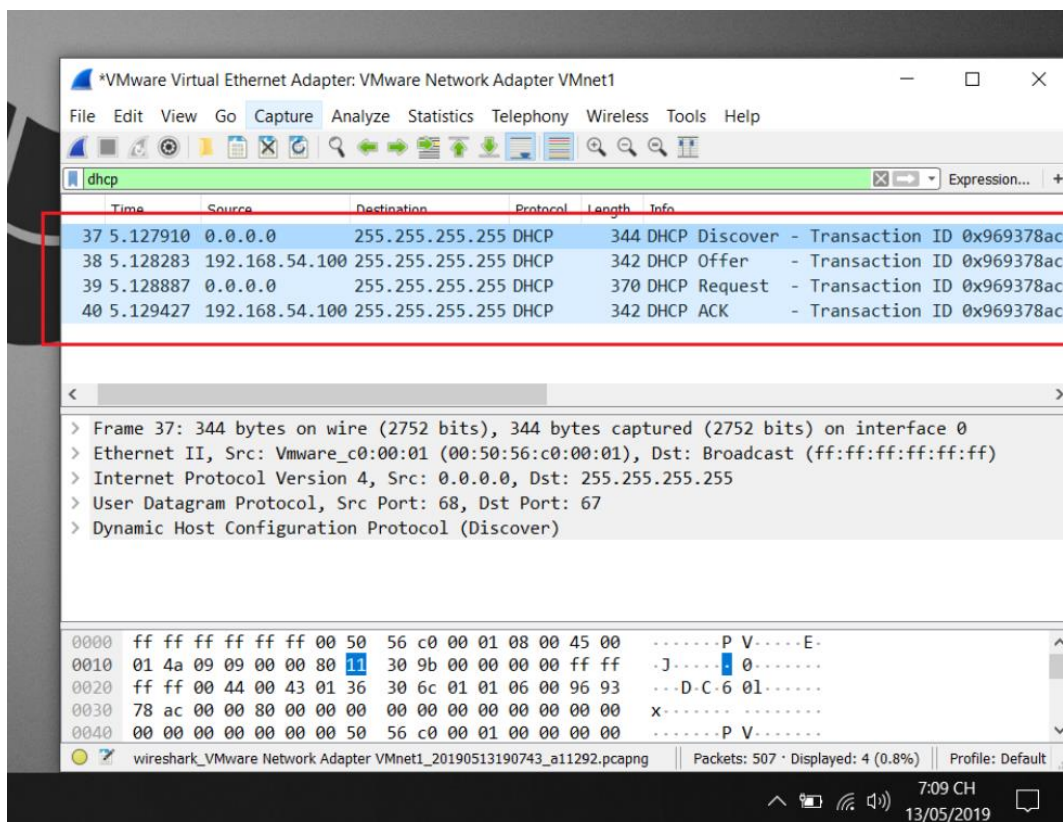 *VMware Virtual Ethernet Adapter: VMware Network Adapter VMnet1
File Edit View Go Capture Analyze Statistics Telephony Wireless Tools Help
dhcp Expression... +
Time Source Destination Protocol Length Info
37 5.127910 0.0.0.0 255.255.255.255 DHCP 344 DHCP Discover - Transaction ID 0x969378ac
38 5.128283 192.168.54.100 255.255.255.255 DHCP 342 DHCP Offer - Transaction ID 0x969378ac
39 5.128887 0.0.0.0 255.255.255.255 DHCP 370 DHCP Request - Transaction ID 0x969378ac
40 5.129427 192.168.54.100 255.255.255.255 DHCP 342 DHCP ACK - Transaction ID 0x969378ac
> Frame 37: 344 bytes on wire (2752 bits), 344 bytes captured (2752 bits) on interface 0
> Ethernet II, Src: Vmware_c0:00:01 (00:50:56:c0:00:01), Dst: Broadcast (ff:ff:ff:ff:ff:ff)
> Internet Protocol Version 4, Src: 0.0.0.0, Dst: 255.255.255.255
> User Datagram Protocol, Src Port: 68, Dst Port: 67
> Dynamic Host Configuration Protocol (Discover)
0000 ff ff ff ff ff ff 00 50 56 c0 00 01 08 00 45 00 ·······P V·····E·
0010 01 4a 09 09 00 00 80 11 30 9b 00 00 00 00 ff ff ·J······ 0·······
0020 ff ff 00 44 00 43 01 36 30 6c 01 01 06 00 96 93 ···D·C·6 0l······
0030 78 ac 00 00 80 00 00 00 00 00 00 00 00 00 00 00 x······· ········
0040 00 00 00 00 00 00 00 50 56 c0 00 01 00 00 00 00 ·······P V·······
wireshark_VMware Network Adapter VMnet1_20190513190743_a11292.pcapng Packets: 507 · Displayed: 4 (0.8%) Profile: Default
7:09 CH
13/05/2019